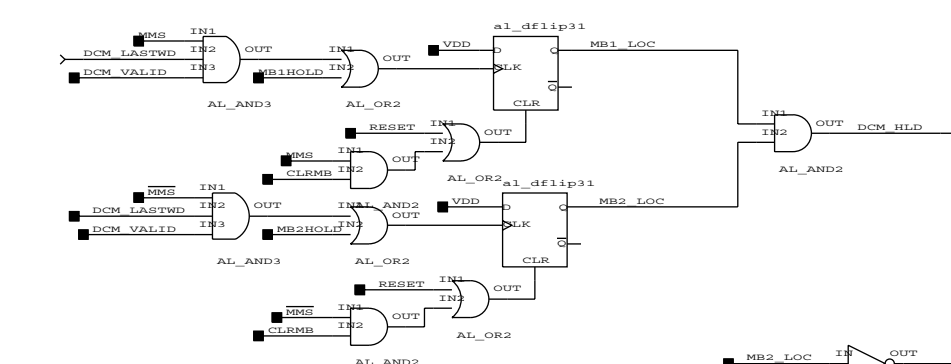 al_dflip31
MMS IN1
DCM_LASTWD IN2 OUT IN1 VDD D Q MB1_LOC
DCM_VALID IN3 MB1HOLD IN2 OUT CLK
Q
AL_AND3 AL_OR2 CLR
IN1 OUT DCM_HLD
RESET IN1 IN2
MMS IN1 OUT IN2 OUT
CLRMB IN2 AL_OR2 AL_AND2
al_dflip31
MMS IN1 AL_AND2
DCM_LASTWD IN2 OUT IN1 OUT VDD D Q MB2_LOC
DCM_VALID IN3 MB2HOLD IN2 CLK
Q
AL_AND3 AL_OR2 CLR
RESET IN1 OUT
MMS IN1 OUT IN2
CLRMB IN2 AL_OR2
AL_AND2 MB2_LOC IN OUT